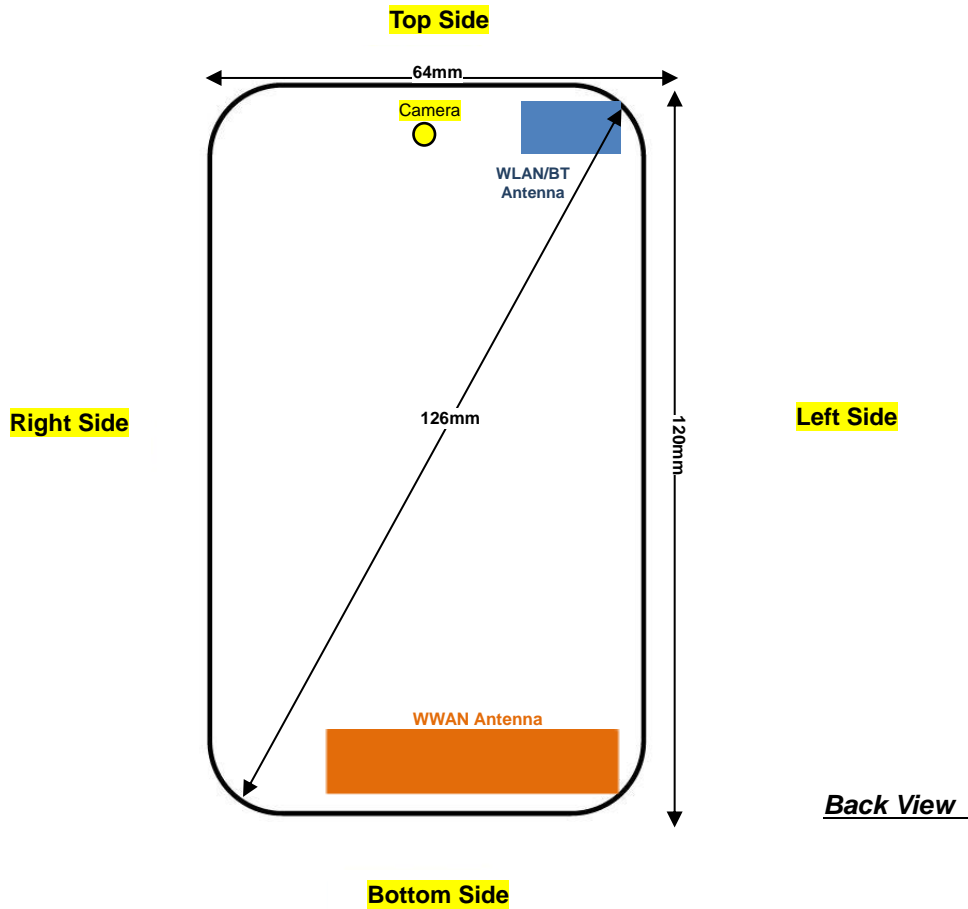 Top Side
64mm
Camera
WLAN/BT
Antenna
Right Side
126mm
120mm
Left Side
WWAN Antenna
Back View
Bottom Side